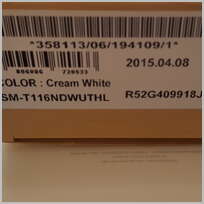 *358113/06/194109/1*
2015.04.08
COLOR : Cream White
SM-T116NDWUTHL R52G409918J